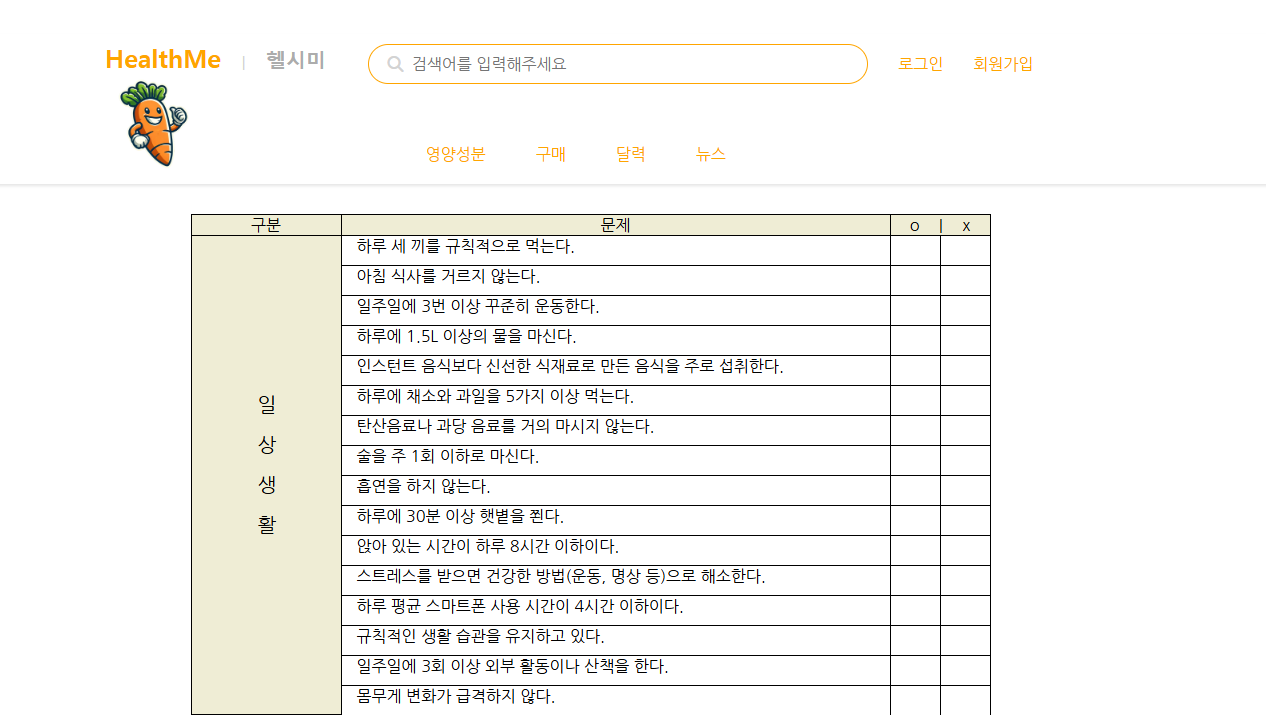 HealthMe | 헬시미
검색어를 입력해주세요
로그인 회원가입
영양성분 구매 달력 뉴스
구분 문제 O | X
일상생활
하루 세 끼를 규칙적으로 먹는다.
아침 식사를 거르지 않는다.
일주일에 3번 이상 꾸준히 운동한다.
하루에 1.5L 이상의 물을 마신다.
인스턴트 음식보다 신선한 식재료로 만든 음식을 주로 섭취한다.
하루에 채소와 과일을 5가지 이상 먹는다.
탄산음료나 과당 음료를 거의 마시지 않는다.
술을 주 1회 이하로 마신다.
흡연을 하지 않는다.
하루에 30분 이상 햇볕을 쬔다.
앉아 있는 시간이 하루 8시간 이하이다.
스트레스를 받으면 건강한 방법(운동, 명상 등)으로 해소한다.
하루 평균 스마트폰 사용 시간이 4시간 이하이다.
규칙적인 생활 습관을 유지하고 있다.
일주일에 3회 이상 외부 활동이나 산책을 한다.
몸무게 변화가 급격하지 않다.